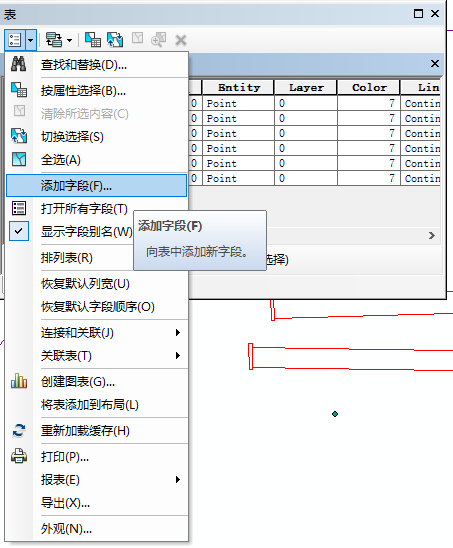 表
查找和替换(D)...
按属性选择(B)...
清除所选内容(C)
切换选择(S)
全选(A)
添加字段(F)...
打开所有字段(T)
显示字段别名(W)
排列表(R)
恢复默认列宽(U)
恢复默认字段顺序(O)
连接和关联(J)
关联表(T)
创建图表(G)...
将表添加到布局(L)
重新加载缓存(H)
打印(P)...
报表(E)
导出(X)...
外观(N)...
Entity Layer Color Lin
0 Point 0 7 Contin
0 Point 0 7 Contin
0 Point 0 7 Contin
0 Point 0 7 Contin
0 Point 0 7 Contin
0 Point 0 7 Contin
添加字段(F)
向表中添加新字段。
选择)